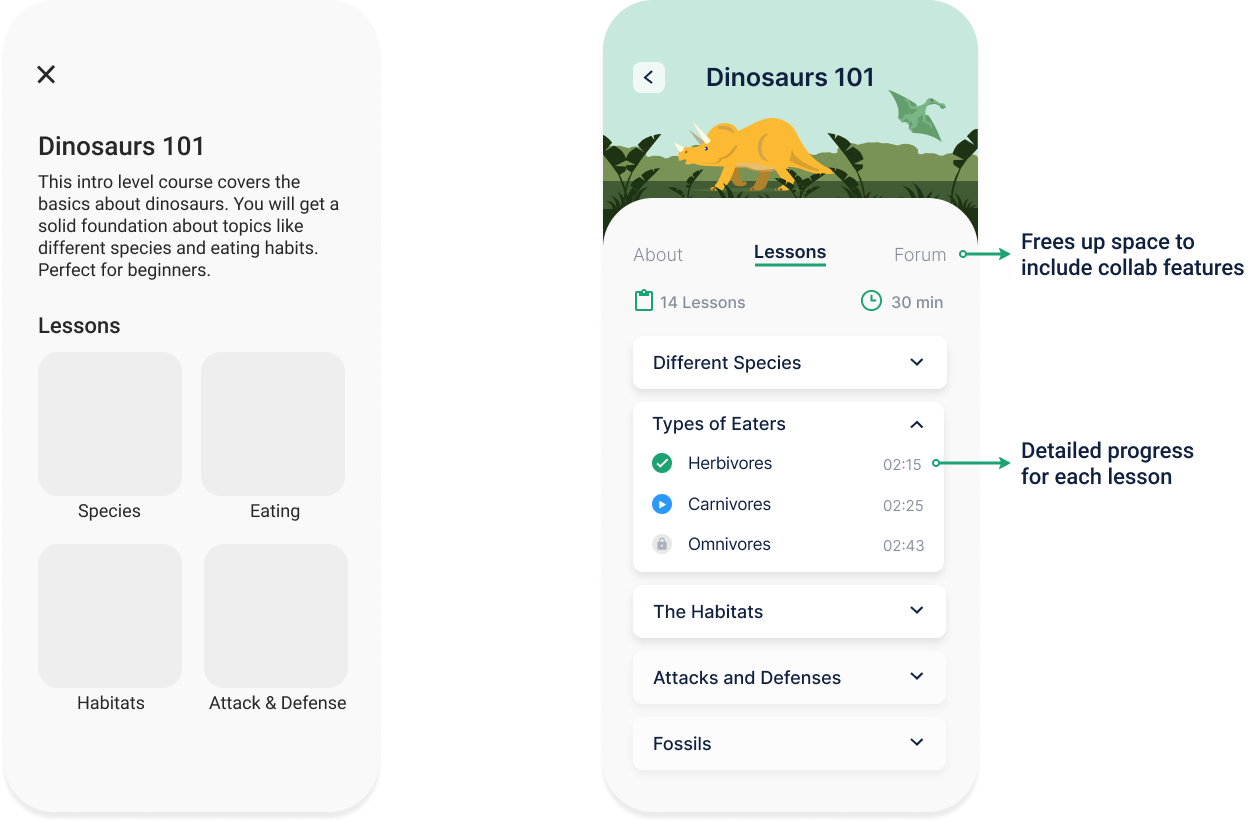 Dinosaurs 101
This intro level course covers the
basics about dinosaurs. You will get a
solid foundation about topics like
different species and eating habits.
Perfect for beginners.
Lessons
Species
Eating
Habitats
Attack & Defense
Dinosaurs 101
About
Lessons
Forum
14 Lessons
30 min
Different Species
Types of Eaters
Herbivores
02:15
Carnivores
02:25
Omnivores
02:43
The Habitats
Attacks and Defenses
Fossils
Frees up space to
include collab features
Detailed progress
for each lesson